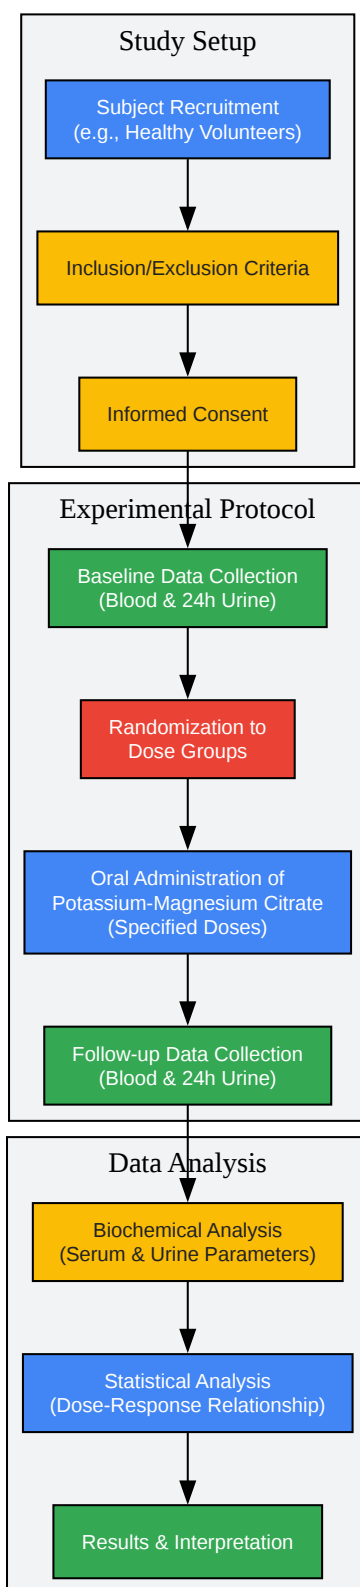 Study Setup
Subject Recruitment
(e.g., Healthy Volunteers)
Inclusion/Exclusion Criteria
Informed Consent
Experimental Protocol
Baseline Data Collection
(Blood & 24h Urine)
Randomization to
Dose Groups
Oral Administration of
Potassium-Magnesium Citrate
(Specified Doses)
Follow-up Data Collection
(Blood & 24h Urine)
Data Analysis
Biochemical Analysis
(Serum & Urine Parameters)
Statistical Analysis
(Dose-Response Relationship)
Results & Interpretation